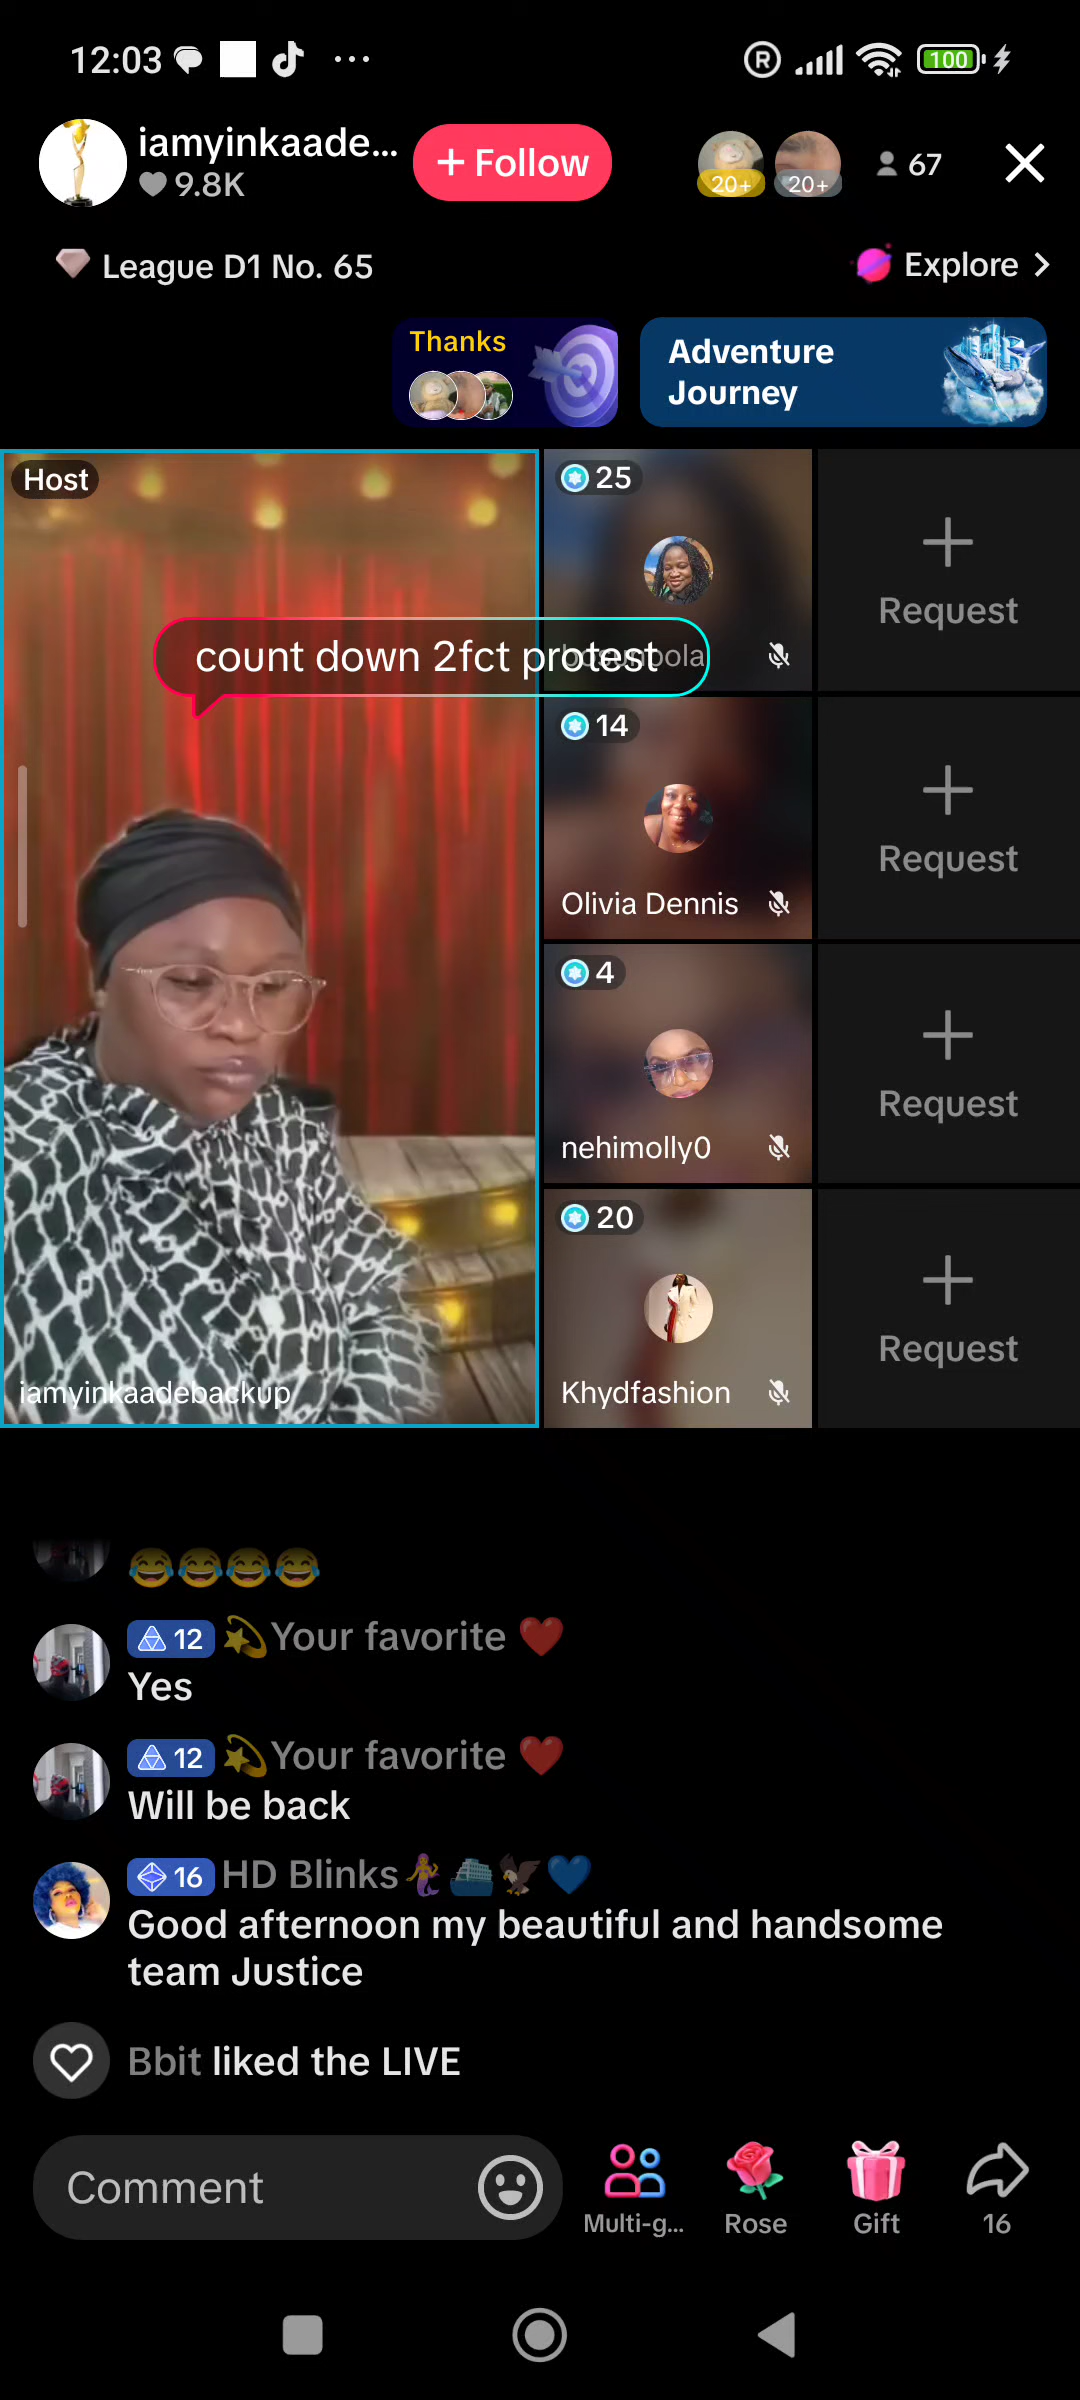 12:03
100
iamyinkaade...
9.8K
+ Follow
20+
20+
67
League D1 No. 65
Explore
Thanks
Adventure
Journey
Host
25
Request
count down 2fct protest
14
Request
Olivia Dennis
4
Request
nehimolly0
20
Request
iamyinkaadebackup
Khydfashion
😂😂😂😂
12 💫Your favorite ❤️
Yes
12 💫Your favorite ❤️
Will be back
16 HD Blinks🧜‍♀️🛳️🦅💙
Good afternoon my beautiful and handsome
team Justice
Bbit liked the LIVE
Comment
Multi-g...
Rose
Gift
16